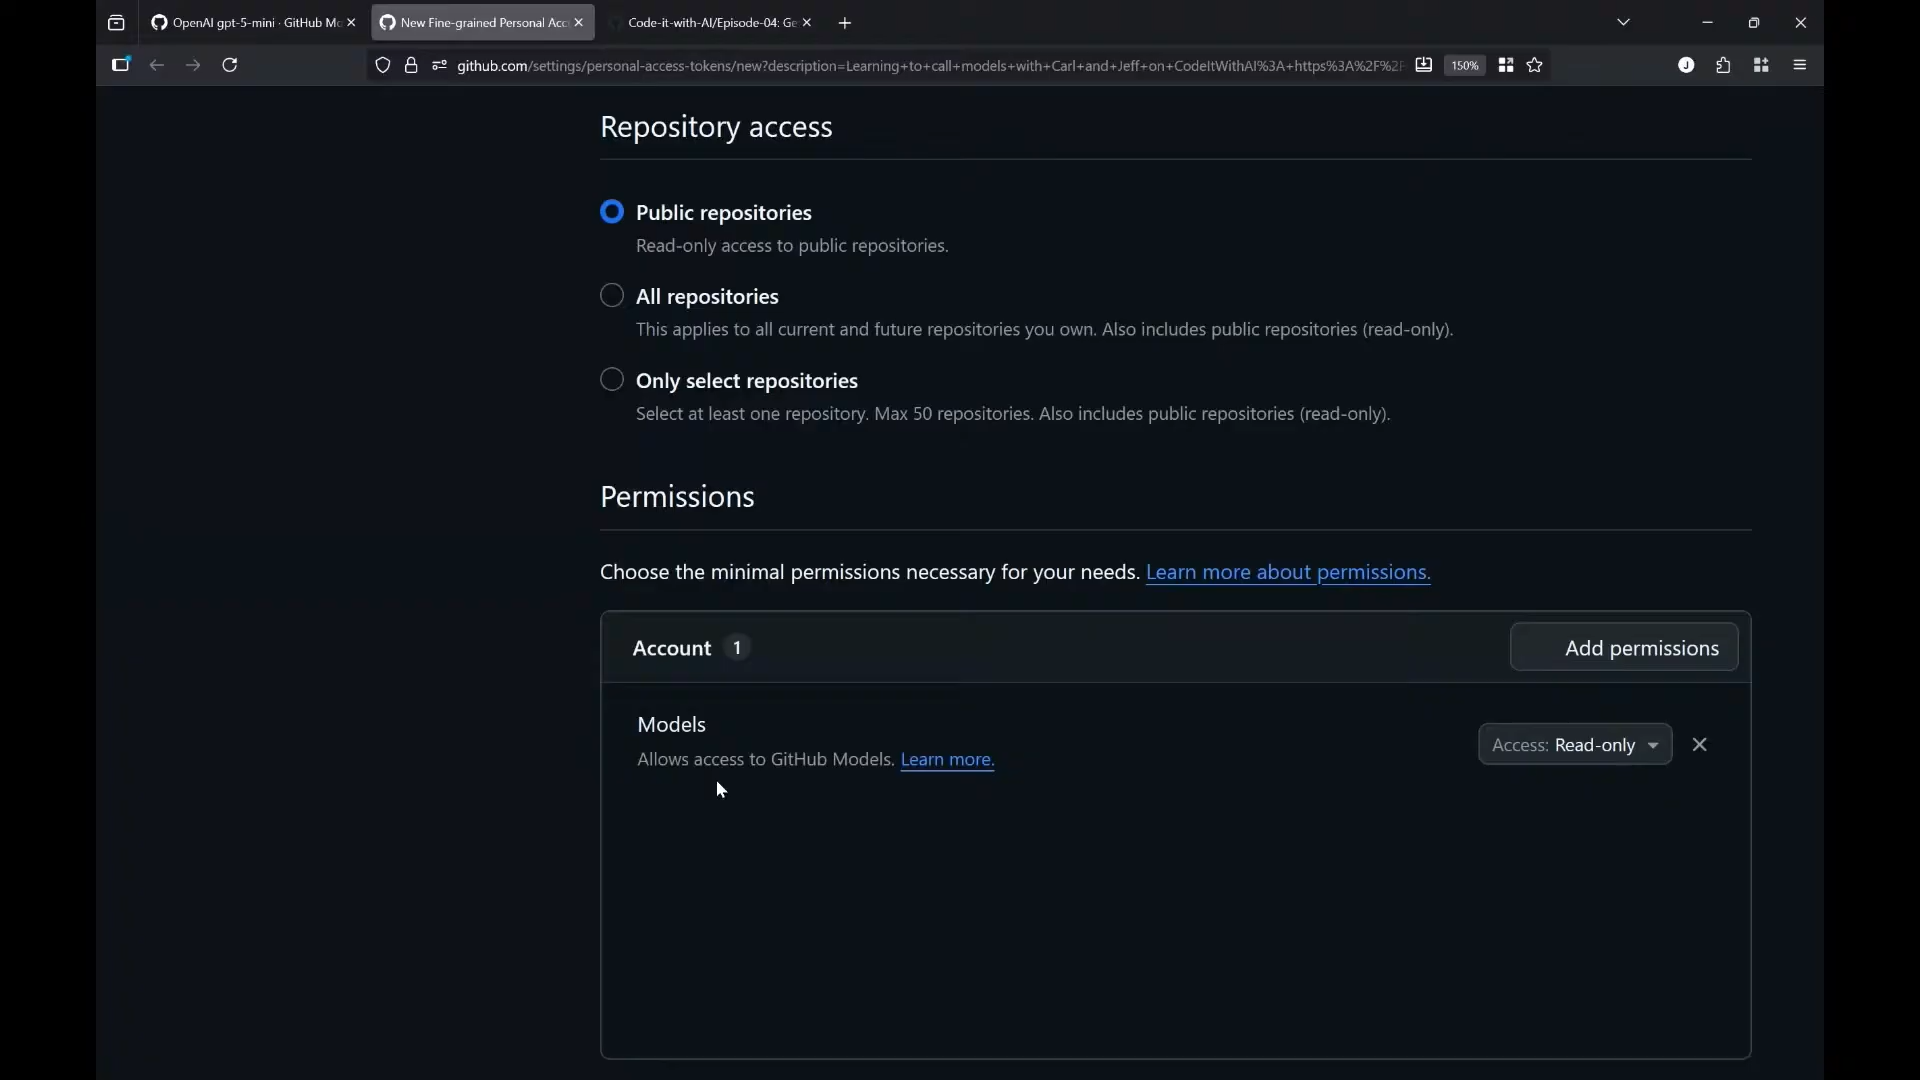 OpenAI gpt-5-mini · GitHub Mo
New Fine-grained Personal Acc
Code-it-with-AI/Episode-04: Ge
github.com/settings/personal-access-tokens/new?description=Learning+to+call+models+with+Carl+and+Jeff+on+CodeItWithAI%3A+https%3A%2F%2F
150%
J
Repository access
Public repositories
Read-only access to public repositories.
All repositories
This applies to all current and future repositories you own. Also includes public repositories (read-only).
Only select repositories
Select at least one repository. Max 50 repositories. Also includes public repositories (read-only).
Permissions
Choose the minimal permissions necessary for your needs. Learn more about permissions.
Account 1
Add permissions
Models
Allows access to GitHub Models. Learn more.
Access: Read-only